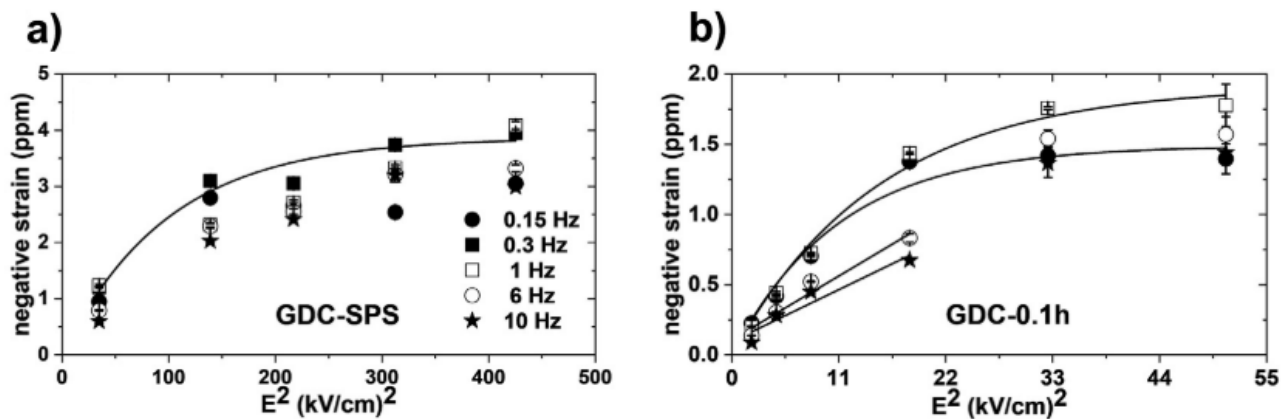 a)
5
4
3
2
1
0
negative strain (ppm)
0.15 Hz
0.3 Hz
1 Hz
6 Hz
10 Hz
GDC-SPS
0 100 200 300 400 500
E² (kV/cm)²
b)
2.0
1.5
1.0
0.5
0.0
negative strain (ppm)
GDC-0.1h
0 11 22 33 44 55
E² (kV/cm)²